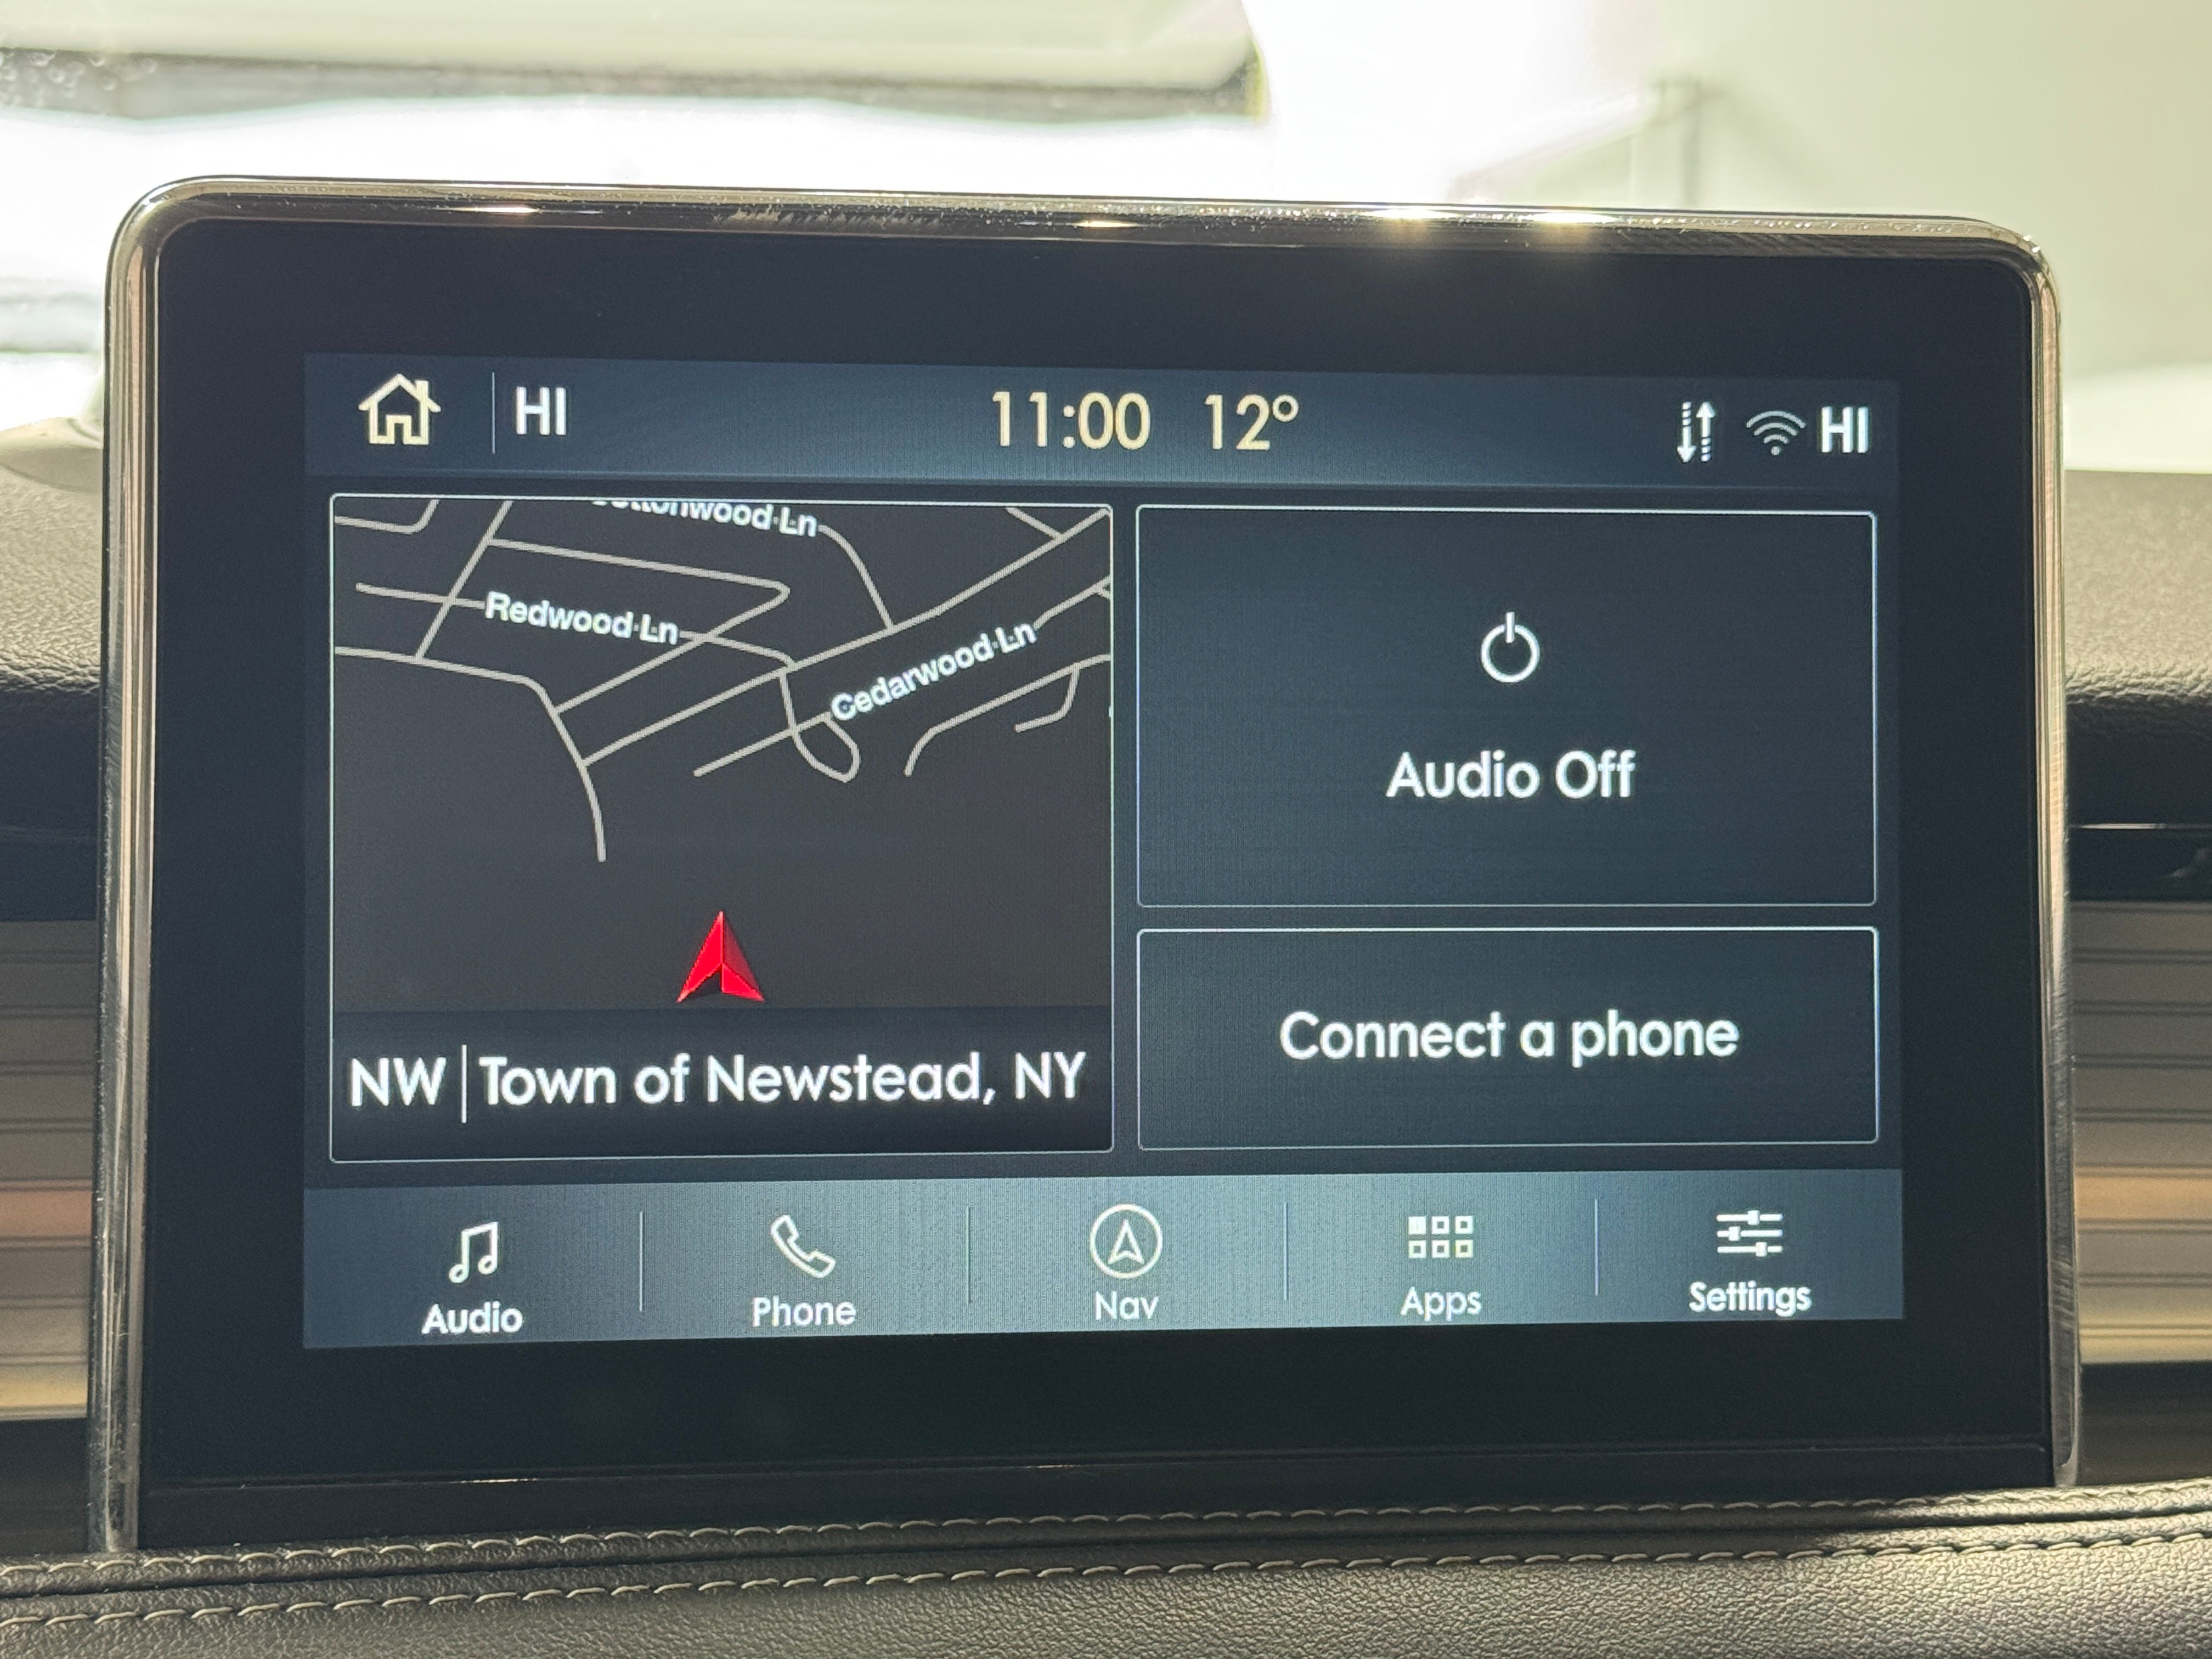 HI
11:00 12°
HI
Ln
Redwood Ln
Cedarwood Ln
NW
Town of Newstead, NY
Audio Off
Connect a phone
Audio
Phone
Nav
Apps
Settings